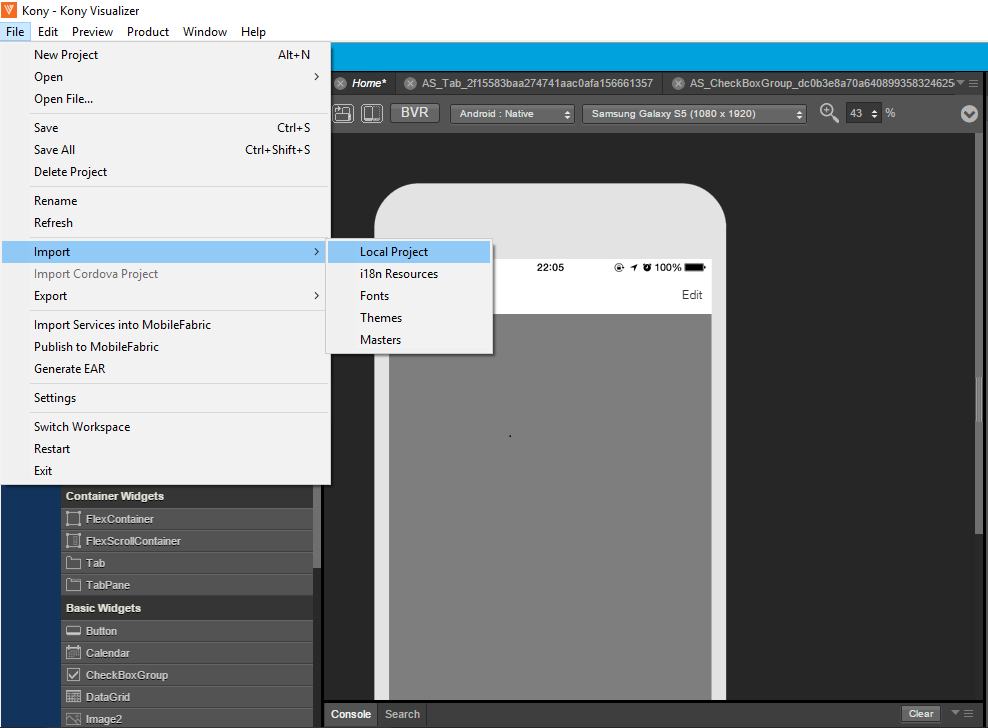 Kony - Kony Visualizer
File Edit Preview Product Window Help
New Project Alt+N
Open
Open File...
Save Ctrl+S
Save All Ctrl+Shift+S
Delete Project
Rename
Refresh
Import
Import Cordova Project
Export
Import Services into MobileFabric
Publish to MobileFabric
Generate EAR
Settings
Switch Workspace
Restart
Exit
Local Project
i18n Resources
Fonts
Themes
Masters
Home* AS_Tab_2f15583baa274741aac0afa156661357 AS_CheckBoxGroup_dc0b3e8a70a640899358324625
BVR Android : Native Samsung Galaxy S5 (1080 x 1920) 43 %
22:05 100%
Edit
Container Widgets
FlexContainer
FlexScrollContainer
Tab
TabPane
Basic Widgets
Button
Calendar
CheckBoxGroup
DataGrid
Image2
Console Search Clear